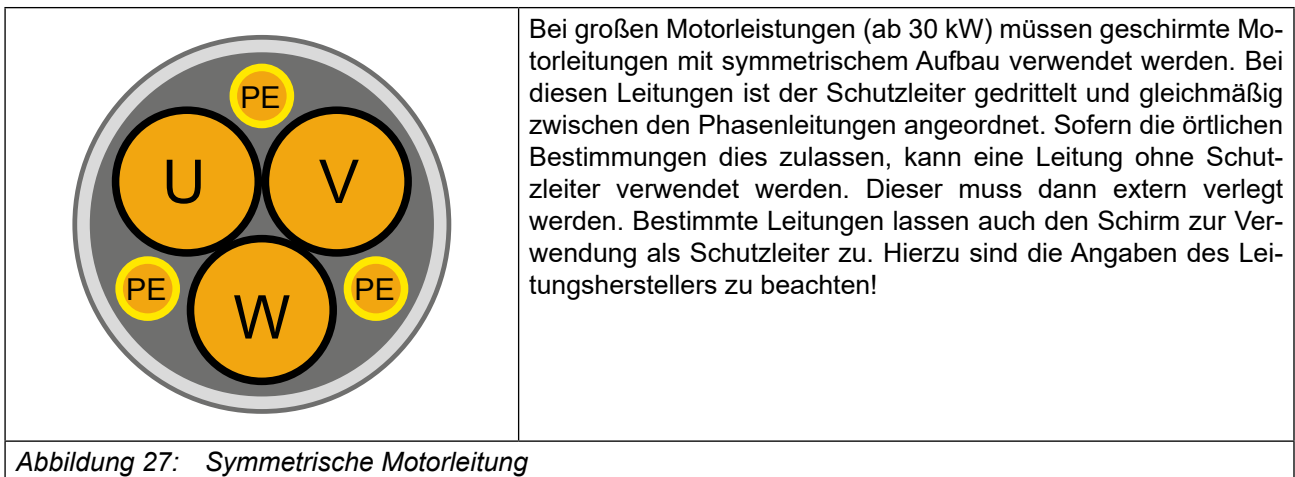 PE
U V
PE PE
W
Bei großen Motorleistungen (ab 30 kW) müssen geschirmte Mo-
torleitungen mit symmetrischem Aufbau verwendet werden. Bei
diesen Leitungen ist der Schutzleiter gedrittelt und gleichmäßig
zwischen den Phasenleitungen angeordnet. Sofern die örtlichen
Bestimmungen dies zulassen, kann eine Leitung ohne Schut-
zleiter verwendet werden. Dieser muss dann extern verlegt
werden. Bestimmte Leitungen lassen auch den Schirm zur Ver-
wendung als Schutzleiter zu. Hierzu sind die Angaben des Lei-
tungsherstellers zu beachten!
Abbildung 27: Symmetrische Motorleitung